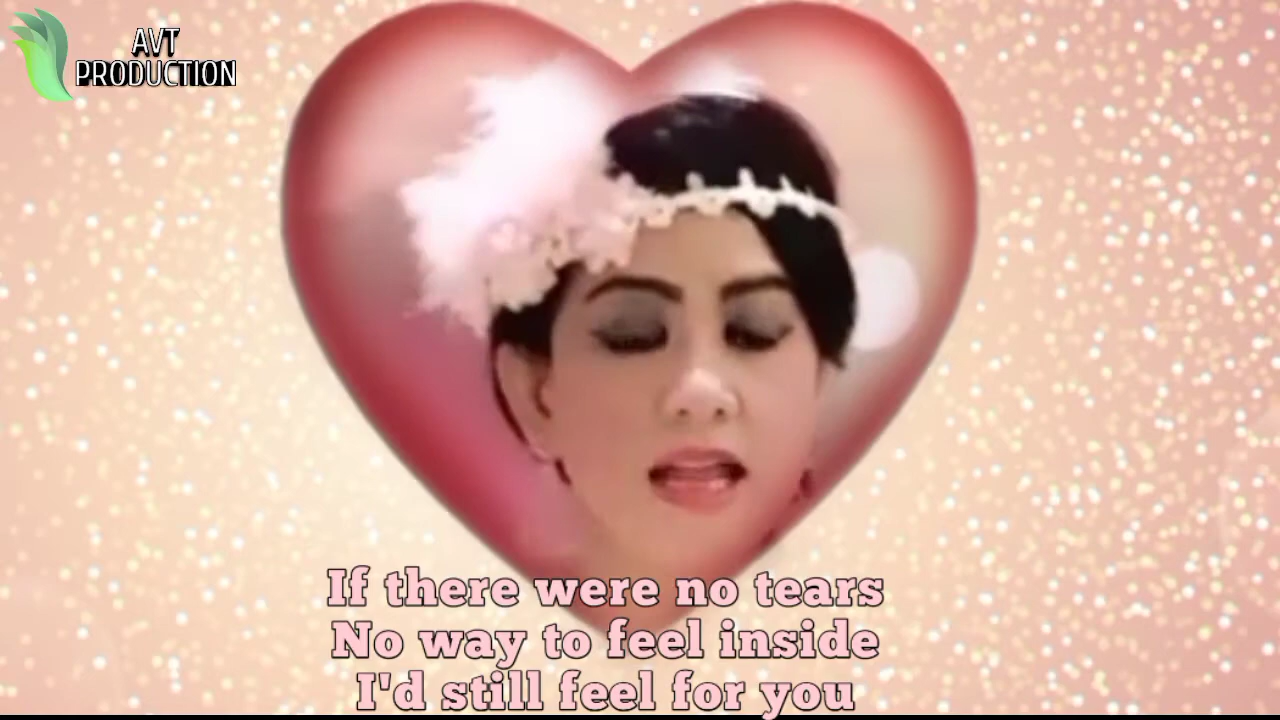 AVT
PRODUCTION
If there were no tears
No way to feel inside
I'd still feel for you